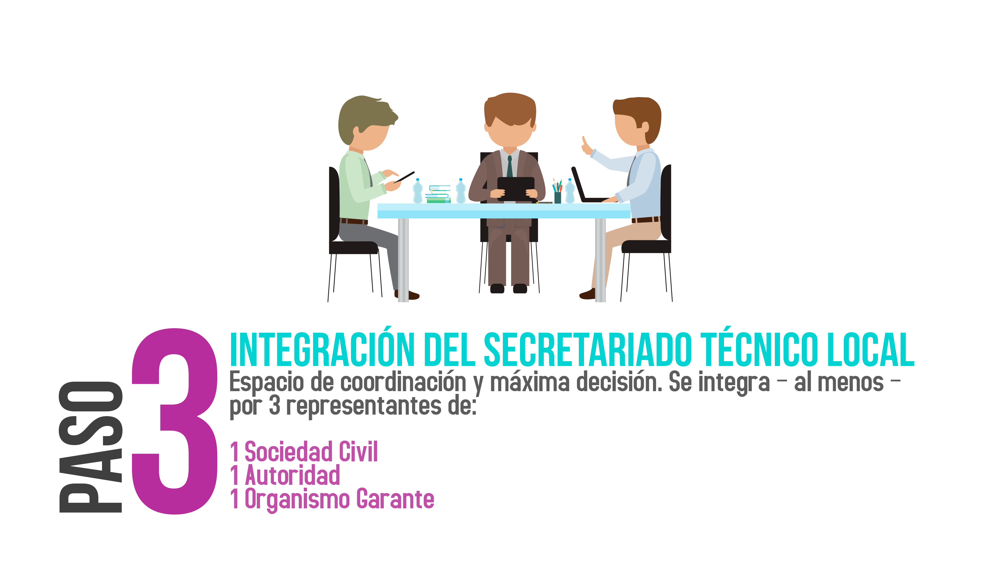 PASO
3
INTEGRACIÓN DEL SECRETARIADO TÉCNICO LOCAL
Espacio de coordinación y máxima decisión. Se integra – al menos –
por 3 representantes de:
1 Sociedad Civil
1 Autoridad
1 Organismo Garante